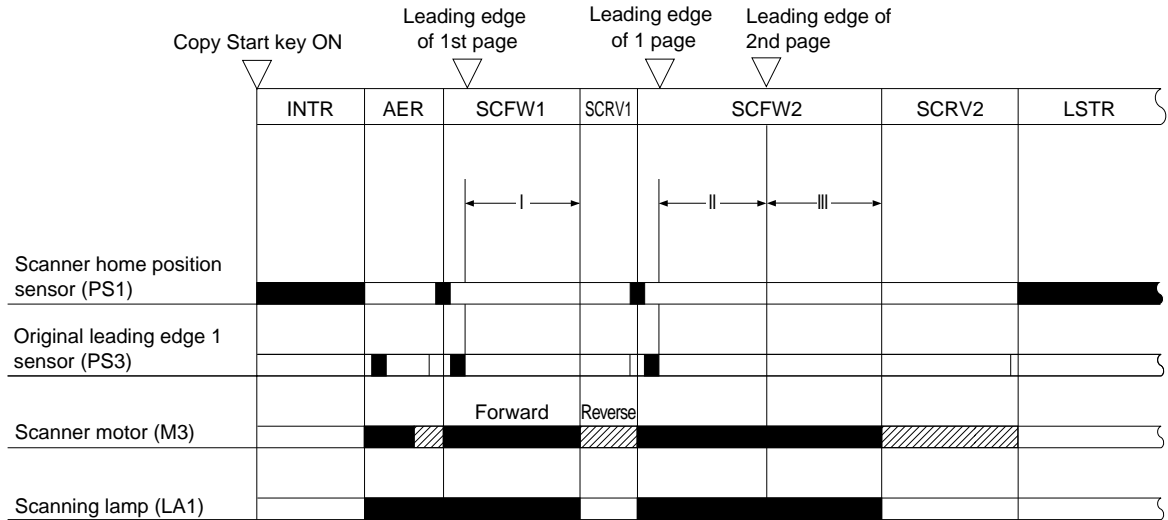 Leading edge
of 1st page
Leading edge
of 1 page
Leading edge of
2nd page
Copy Start key ON
INTR AER SCFW1 SCRV1 SCFW2 SCRV2 LSTR
I II III
Scanner home position
sensor (PS1)
Original leading edge 1
sensor (PS3)
Forward Reverse
Scanner motor (M3)
Scanning lamp (LA1)